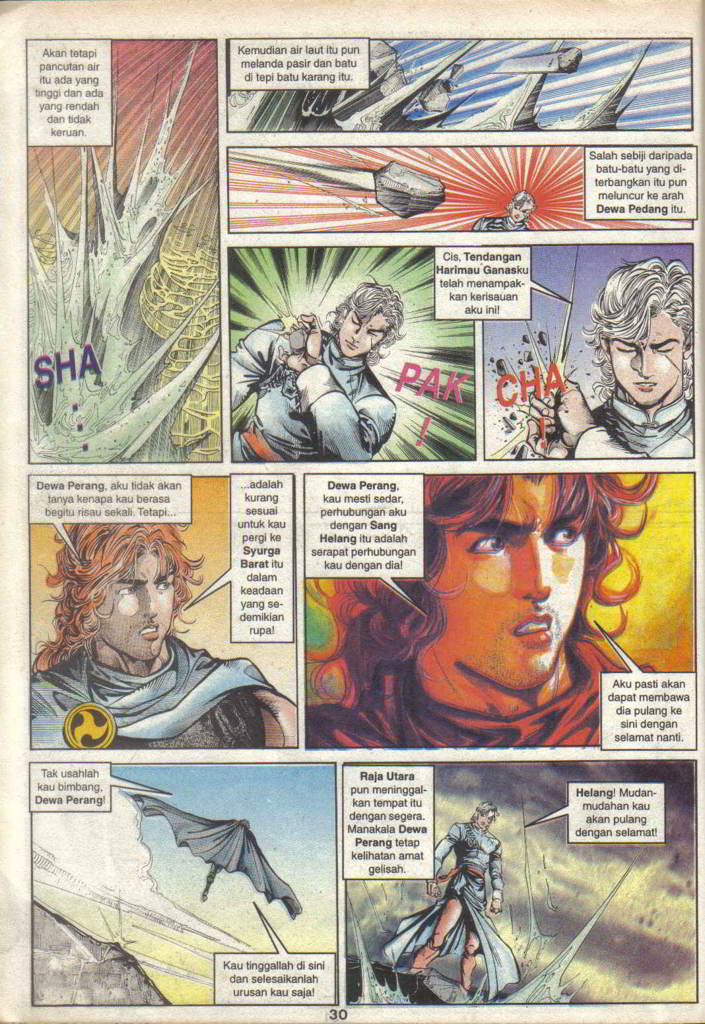 Akan tetapi
pancutan air
itu ada yang
tinggi dan ada
yang rendah
dan tidak
keruan.
SHA
...
Kemudian air laut itu pun
melanda pasir dan batu
di tepi batu karang itu.
Salah sebiji daripada
batu-batu yang di-
terbangkan itu pun
meluncur ke arah
Dewa Pedang itu.
PAK
!
Cis, Tendangan
Harimau Ganasku
telah menampak-
kan kerisauan
aku ini!
CHA
!
Dewa Perang, aku tidak akan
tanya kenapa kau berasa
begitu risau sekali. Tetapi...
...adalah
kurang
sesuai
untuk kau
pergi ke
Syurga
Barat itu
dalam
keadaan
yang se-
demikian
rupa!
Dewa Perang,
kau mesti sedar,
perhubungan aku
dengan Sang
Helang itu adalah
serapat perhubungan
kau dengan dia!
Aku pasti akan
dapat membawa
dia pulang ke
sini dengan
selamat nanti.
Tak usahlah
kau bimbang,
Dewa Perang!
Kau tinggallah di sini
dan selesaikanlah
urusan kau saja!
Raja Utara
pun meninggal-
kan tempat itu
dengan segera.
Manakala Dewa
Perang tetap
kelihatan amat
gelisah.
Helang! Mudan-
mudahan kau
akan pulang
dengan selamat!
30